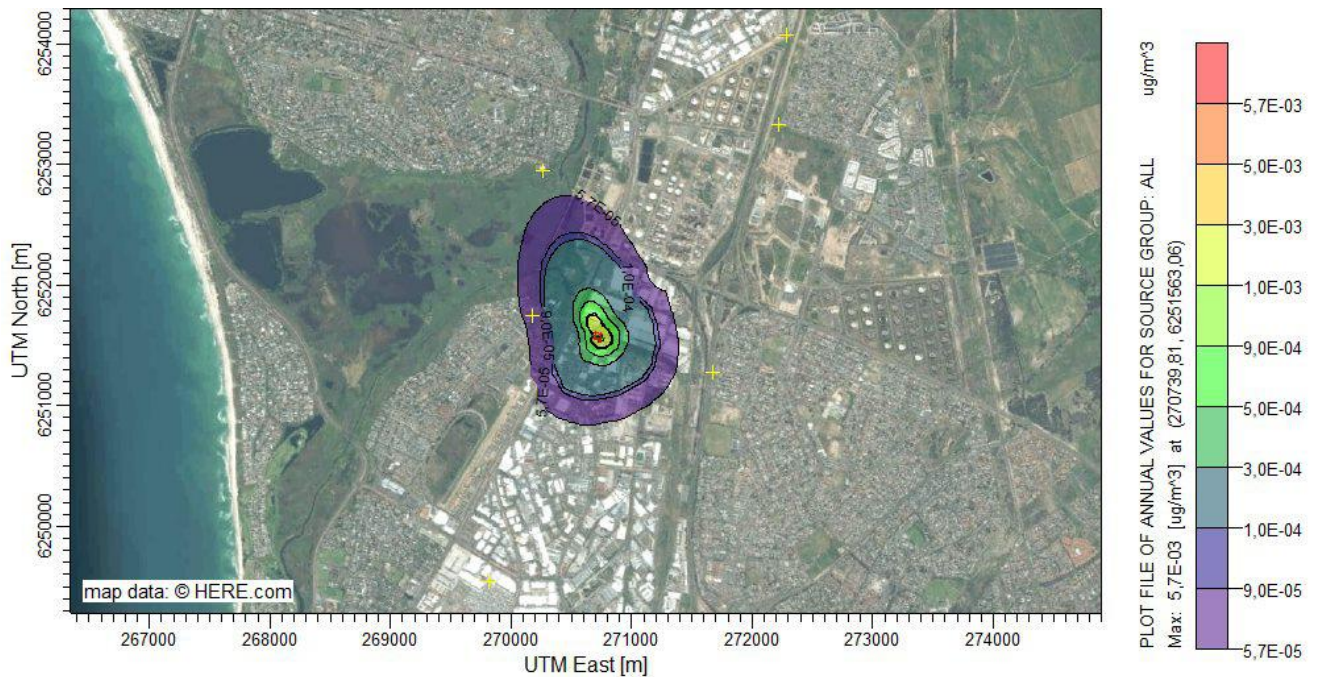 6254000
6253000
6252000
6251000
6250000
UTM North [m]
5,7E-05
1,0E-04
9,0E-05
5,7E-05
map data: © HERE.com
267000 268000 269000 270000 271000 272000 273000 274000
UTM East [m]
PLOT FILE OF ANNUAL VALUES FOR SOURCE GROUP: ALL ug/m^3
Max: 5,7E-03 [ug/m^3] at (270739,81, 6251563,06)
5,7E-03
5,0E-03
3,0E-03
1,0E-03
9,0E-04
5,0E-04
3,0E-04
1,0E-04
9,0E-05
5,7E-05